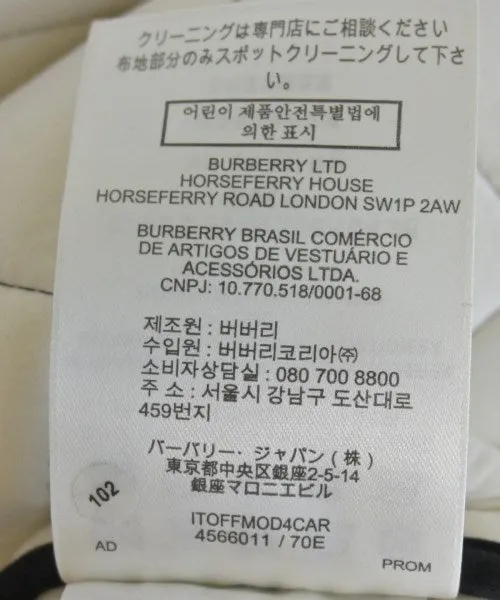 クリーニングは専門店にご相談ください
布地部分のみスポットクリーニングして下さ
い。
어린이 제품안전특별법에
의한 표시
BURBERRY LTD
HORSEFERRY HOUSE
HORSEFERRY ROAD LONDON SW1P 2AW
BURBERRY BRASIL COMÉRCIO
DE ARTIGOS DE VESTUÁRIO E
ACESSÓRIOS LTDA.
CNPJ: 10.770.518/0001-68
제조원 : 버버리
수입원 : 버버리코리아㈜
소비자상담실 : 080 700 8800
주 소 : 서울시 강남구 도산대로
459번지
バーバリー・ジャパン (株)
東京都中央区銀座2-5-14
銀座マロニエビル
102
ITOFFMOD4CAR
4566011 / 70E
AD
PROM